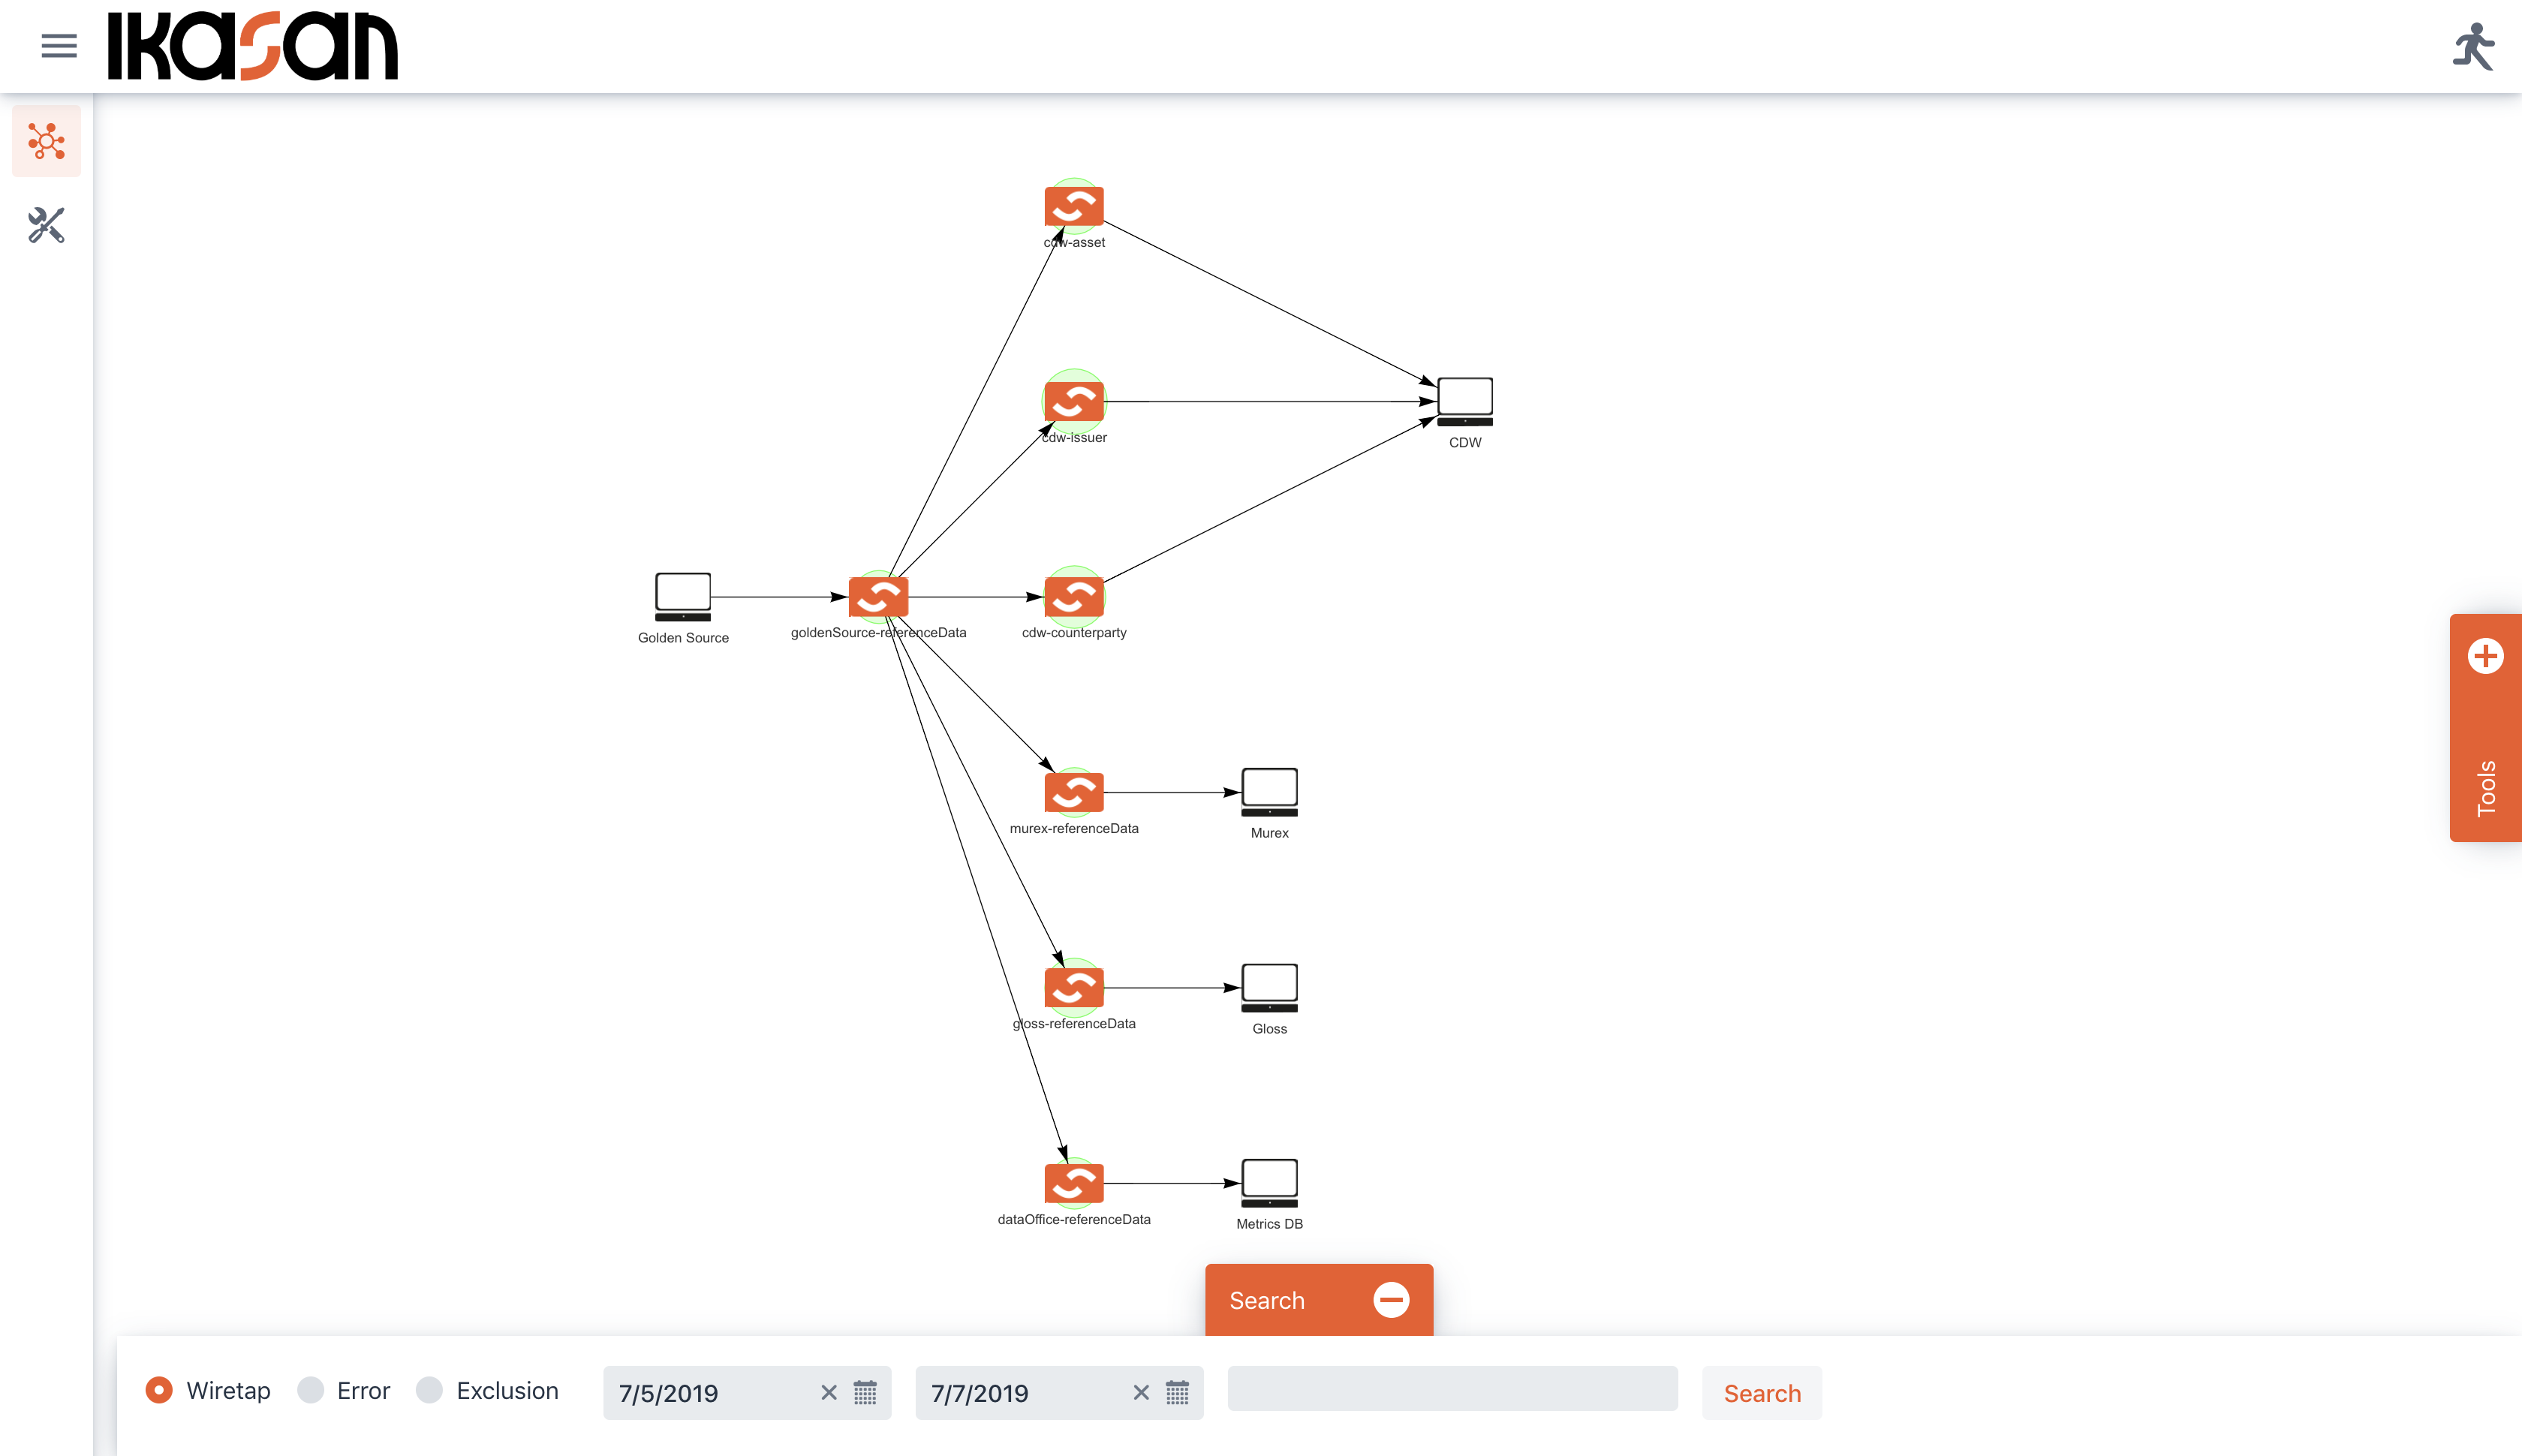 Ikasan
cdw-asset
cdw-issuer
CDW
Golden Source
goldenSource-referenceData
cdw-counterparty
Tools
murex-referenceData
Murex
gloss-referenceData
Gloss
dataOffice-referenceData
Metrics DB
Search
Wiretap Error Exclusion 7/5/2019 7/7/2019 Search